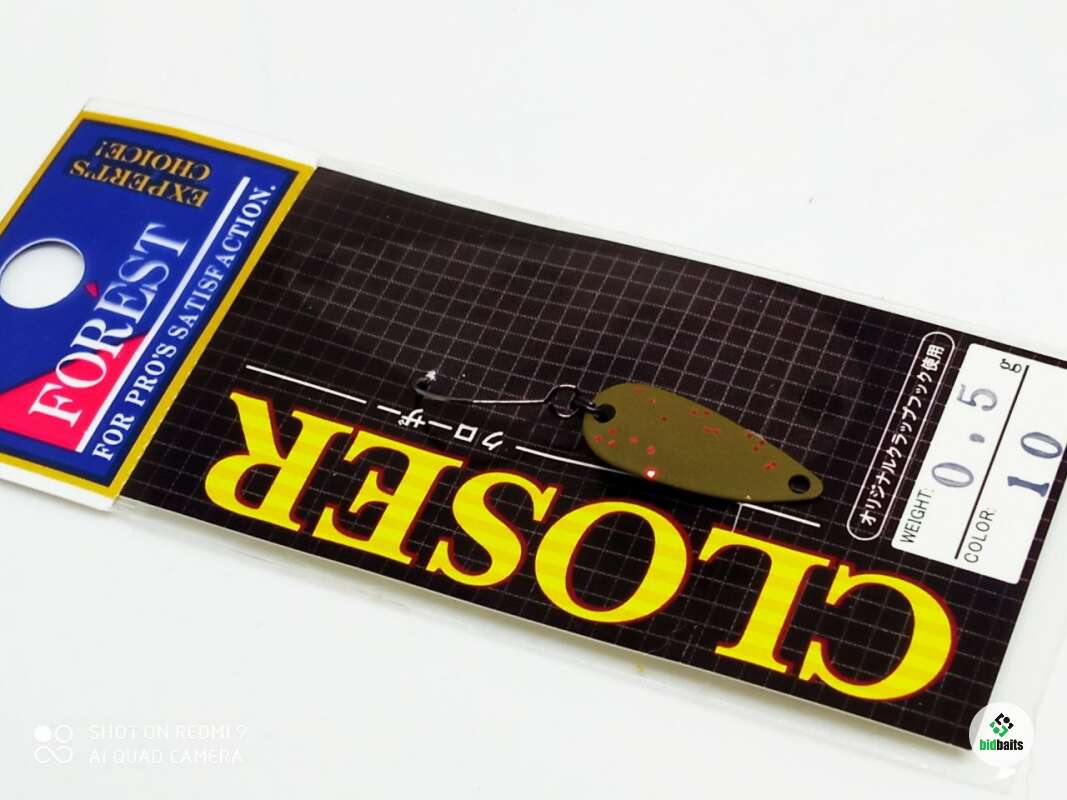 EXPERT'S
CHOICE!
FOREST
FOR PRO'S SATISFACTION.
CLOSER
クローザー
オリジナルクラップフック使用
WEIGHT: 0.5 g
COLOR: 10
SHOT ON REDMI 9
AI QUAD CAMERA
bidbaits